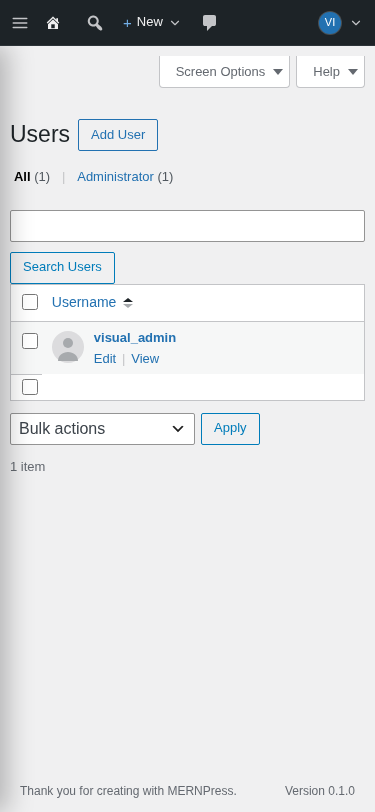 + New
VI
Screen Options
Help
Users
Add User
All (1) | Administrator (1)
Search Users
Username
visual_admin
Edit | View
Bulk actions
Apply
1 item
Thank you for creating with MERNPress.
Version 0.1.0